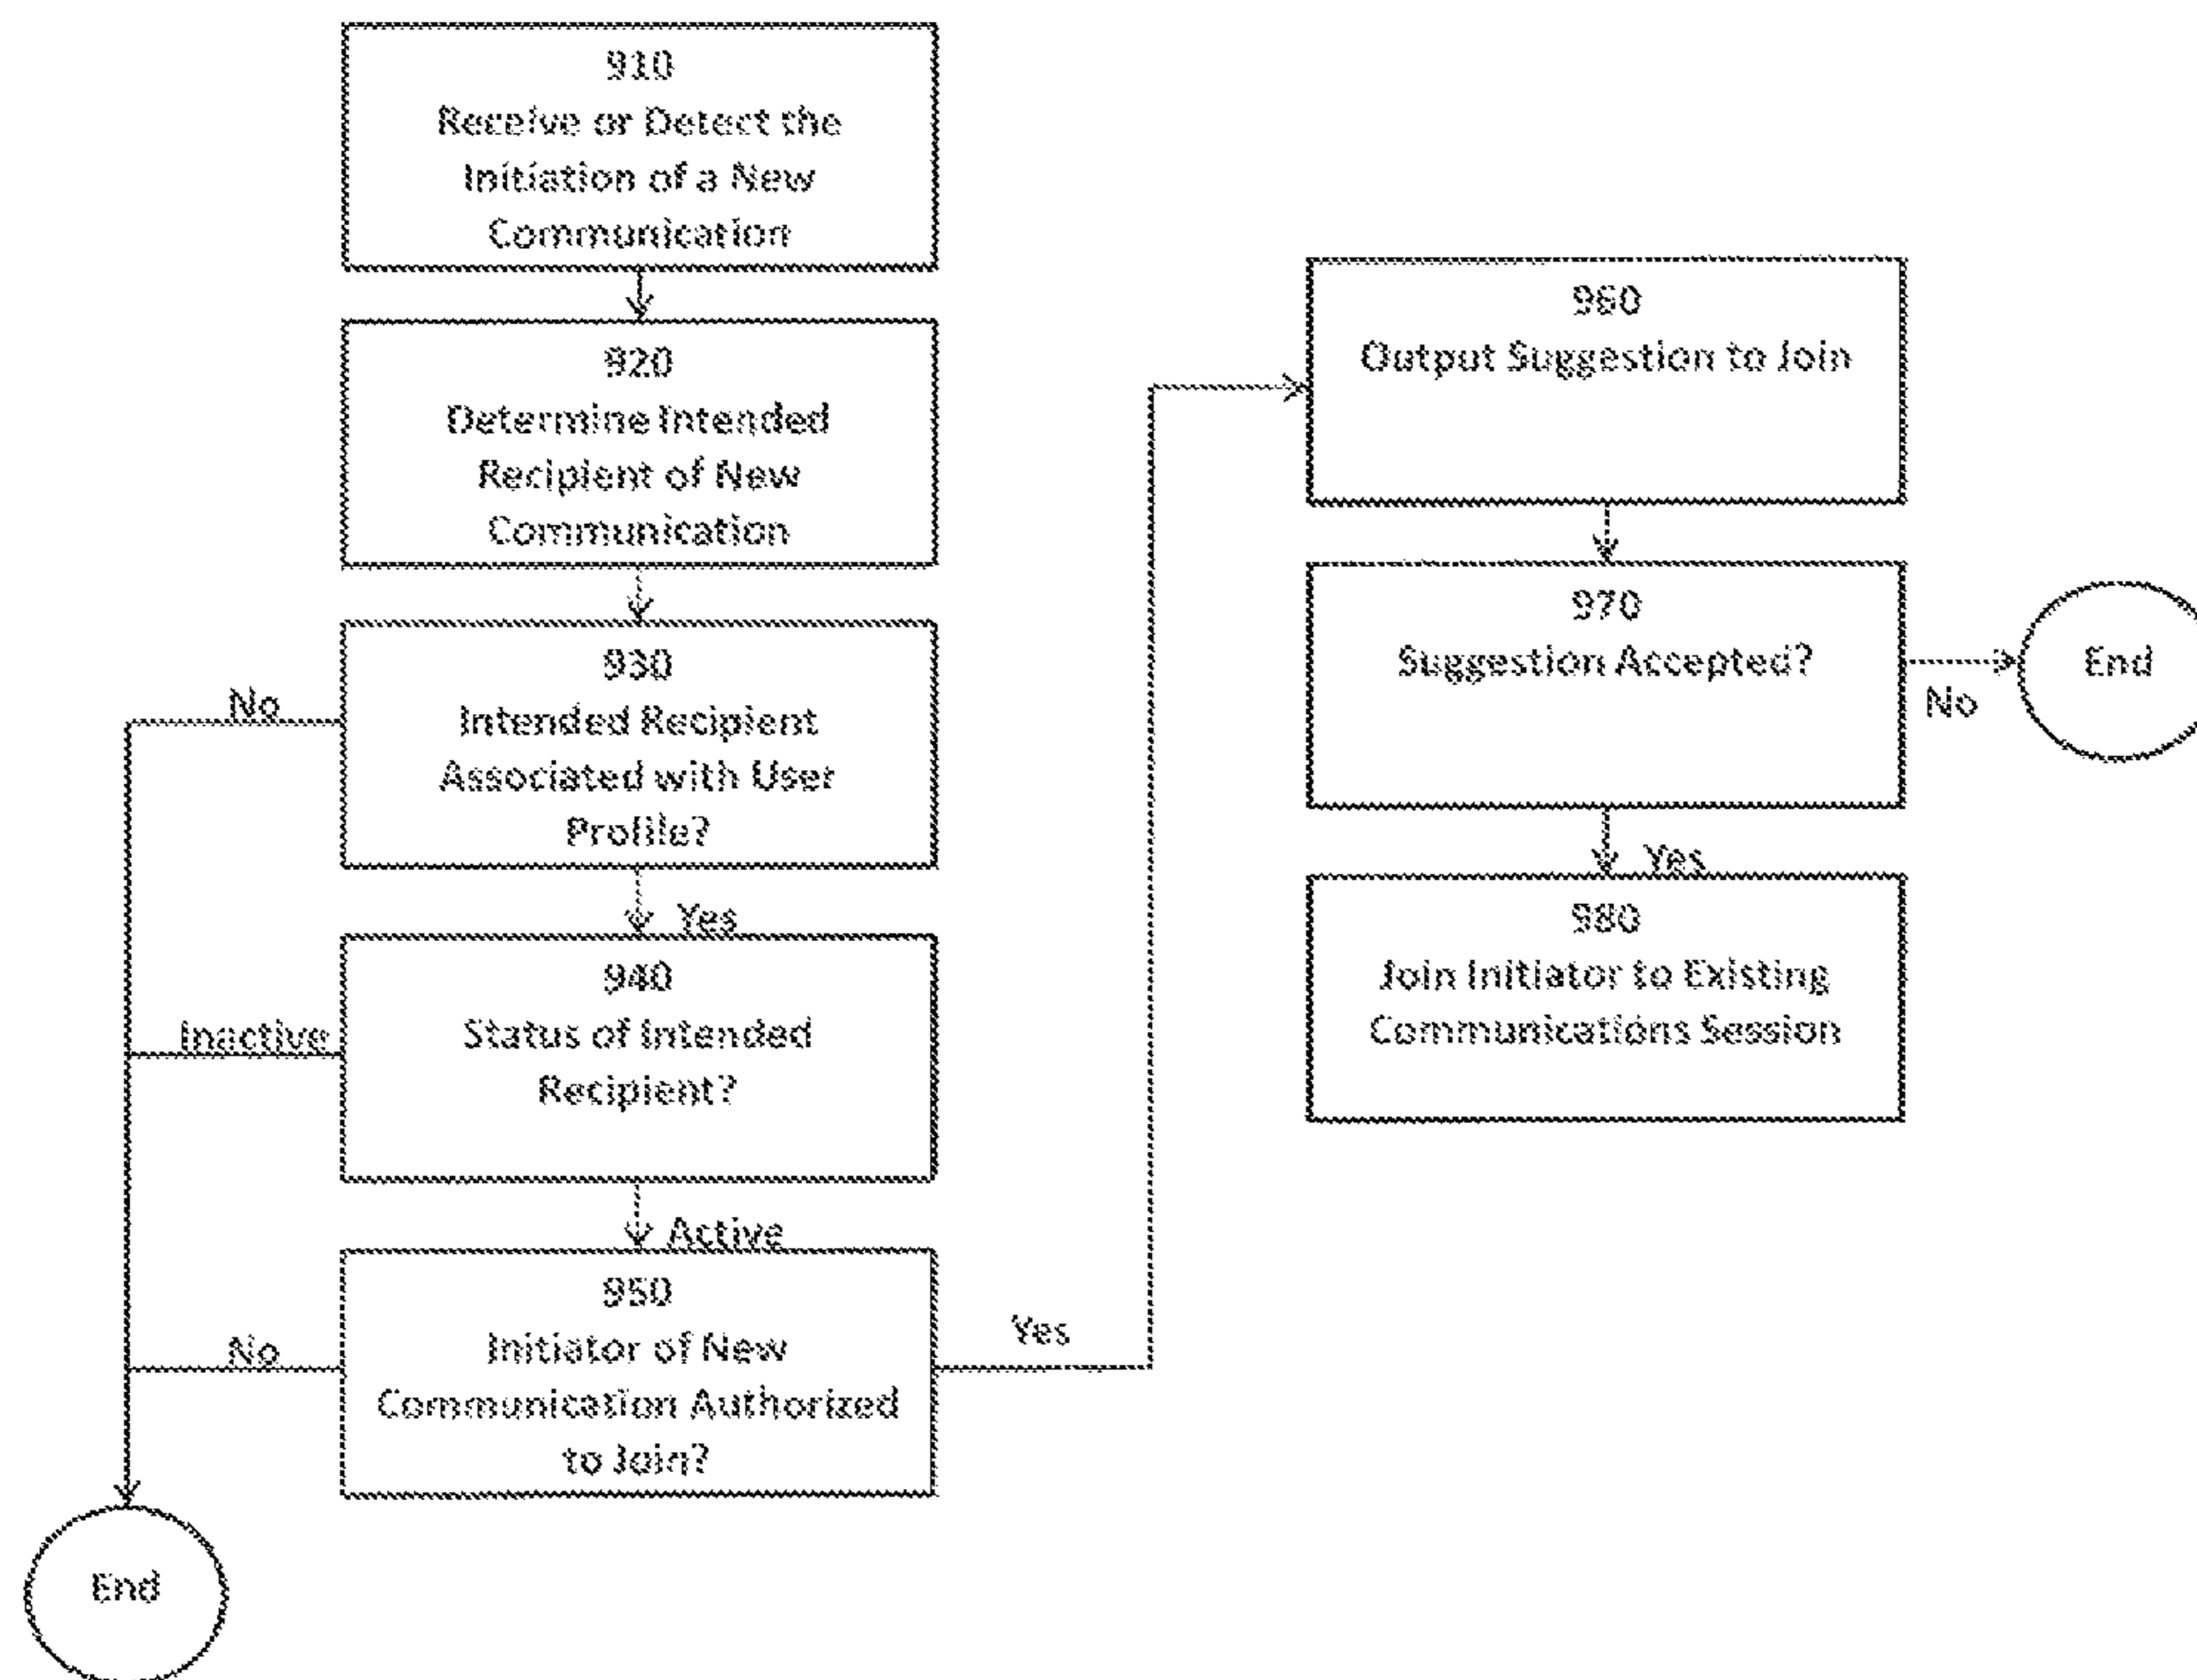 910
Receive or Detect the
Initiation of a New
Communication
920
Determine Intended
Recipient of New
Communication
930
Intended Recipient
Associated with User
Profile?
No
Yes
940
Status of Intended
Recipient?
Inactive
Active
950
Initiator of New
Communication Authorized
to Join?
No
Yes
End
960
Output Suggestion to Join
970
Suggestion Accepted?
No
End
Yes
980
Join Initiator to Existing
Communications Session